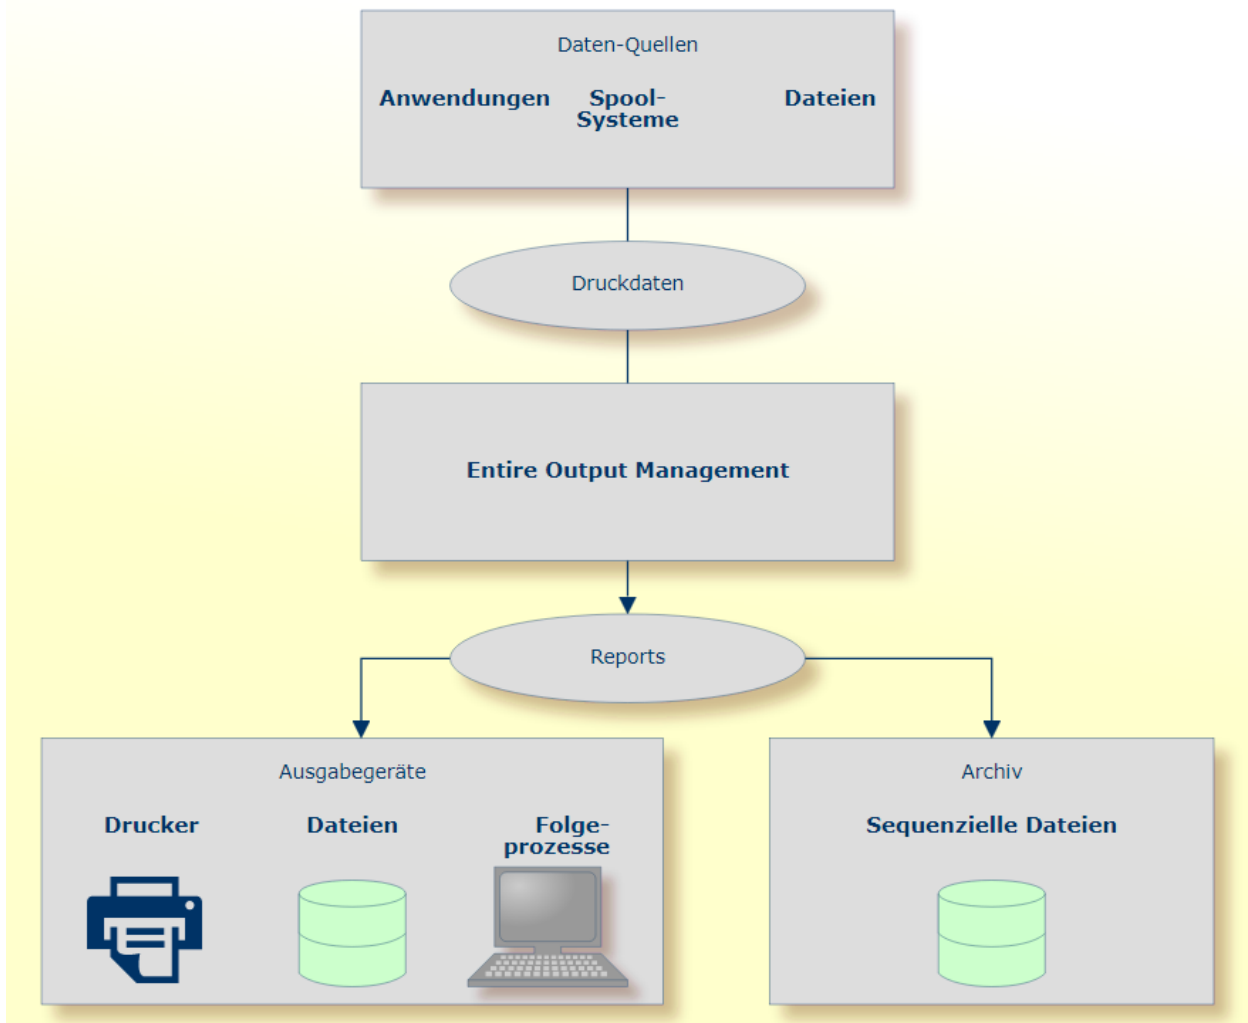 Daten-Quellen
Anwendungen
Spool-
Systeme
Dateien
Druckdaten
Entire Output Management
Reports
Ausgabegeräte
Drucker
Dateien
Folge-
prozesse
Archiv
Sequenzielle Dateien